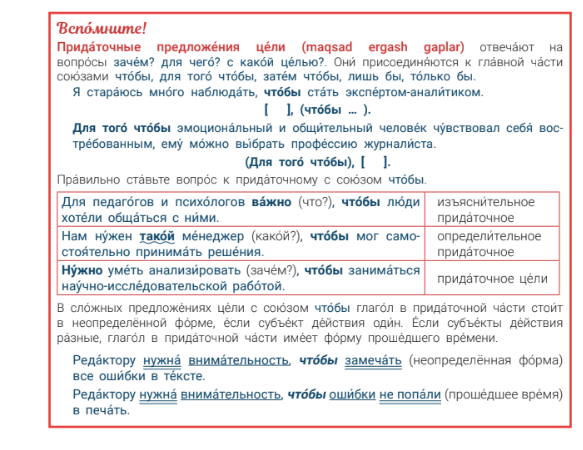 Вспо́мните!
Прида́точные предложе́ния це́ли (maqsad ergash gaplar) отвеча́ют на
вопро́сы заче́м? для чего́? с како́й це́лью?. Они́ присоединя́ются к гла́вной ча́сти
сою́зами что́бы, для того́ что́бы, зате́м что́бы, лишь бы, то́лько бы.
Я стара́юсь мно́го наблюда́ть, что́бы ста́ть экспе́ртом-анали́тиком.
[ ], (что́бы ... ).
Для того́ что́бы эмоциона́льный и общи́тельный челове́к чу́вствовал себя́ вос-
тре́бованным, ему́ мо́жно вы́брать профе́ссию журнали́ста.
(Для того́ что́бы), [ ].
Пра́вильно ста́вьте вопро́с к прида́точному с сою́зом что́бы.
Для педаго́гов и психо́логов ва́жно (что?), что́бы лю́ди
хоте́ли обща́ться с ни́ми.
изъясни́тельное
прида́точное
Нам ну́жен тако́й ме́неджер (како́й?), что́бы мог само-
стоя́тельно принима́ть реше́ния.
определи́тельное
прида́точное
Ну́жно уме́ть анализи́ровать (заче́м?), что́бы занима́ться
нау́чно-иссле́довательской рабо́той.
прида́точное це́ли
В сло́жных предложе́ниях це́ли с сою́зом что́бы глаго́л в прида́точной ча́сти стои́т
в неопределённой фо́рме, е́сли субъе́кт де́йствия оди́н. Е́сли субъе́кты де́йствия
ра́зные, глаго́л в прида́точной ча́сти име́ет фо́рму проше́дшего вре́мени.
Реда́ктору нужна́ внима́тельность, что́бы замеча́ть (неопределённая фо́рма)
все оши́бки в те́ксте.
Реда́ктору нужна́ внима́тельность, что́бы оши́бки не попа́ли (проше́дшее вре́мя)
в печа́ть.